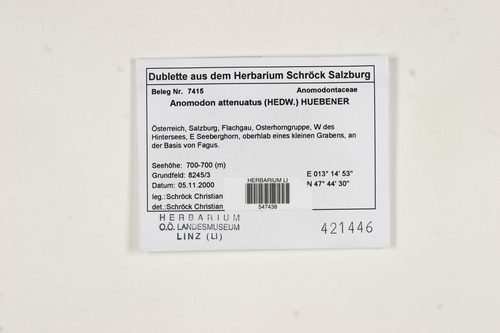 Dublette aus dem Herbarium Schröck Salzburg
Beleg Nr. 7415 Anomodontaceae
Anomodon attenuatus (HEDW.) HUEBENER
Österreich, Salzburg, Flachgau, Osterhorngruppe, W des
Hintersees, E Seeberghorn, oberhlab eines kleinen Grabens, an
der Basis von Fagus.
Seehöhe: 700-700 (m)
Grundfeld: 8245/3 E 013° 14' 53"
Datum: 05.11.2000 N 47° 44' 30"
leg.:Schröck Christian
det.:Schröck Christian
HERBARIUM LI
547438
HERBARIUM
O.Ö. LANDESMUSEUM
LINZ (LI)
421446